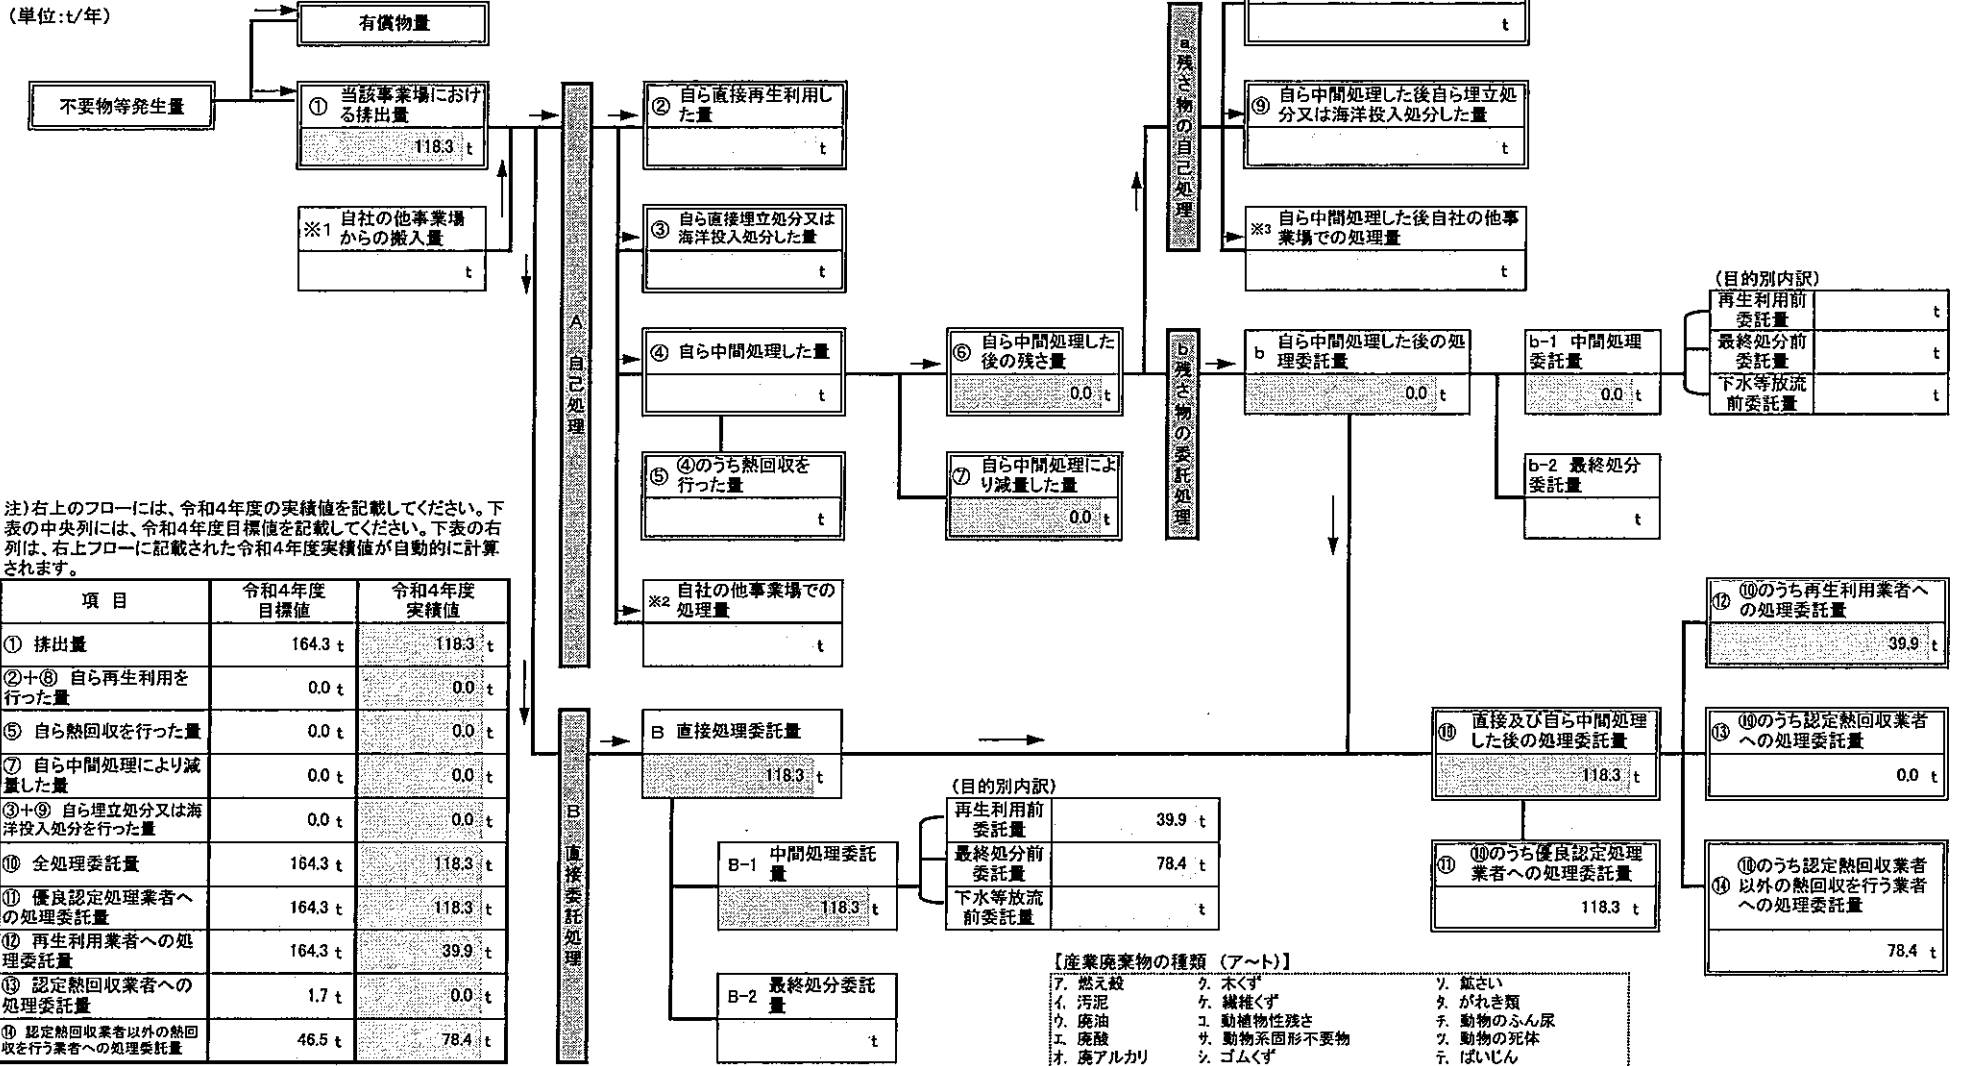 (単位:t/年)
有償物量
不要物等発生量
① 当該事業場におけ
る排出量
118.3 t
※1 自社の他事業場
からの搬入量
t
A 自己処理
② 自ら直接再生利用し
た量
t
③ 自ら直接埋立処分又は
海洋投入処分した量
t
④ 自ら中間処理した量
t
⑤ ④のうち熱回収を
行った量
t
※2 自社の他事業場での
処理量
t
⑥ 自ら中間処理した
後の残さ量
0.0 t
⑦ 自ら中間処理によ
り減量した量
0.0 t
a 残さ物の自己処理
t
⑨ 自ら中間処理した後自ら埋立処
分又は海洋投入処分した量
t
※3 自ら中間処理した後自社の他事
業場での処理量
t
b 残さ物の委託処理
b 自ら中間処理した後の処
理委託量
0.0 t
b-1 中間処理
委託量
0.0 t
(目的別内訳)
再生利用前
委託量 t
最終処分前
委託量 t
下水等放流
前委託量 t
b-2 最終処分
委託量
t
注)右上のフローには、令和4年度の実績値を記載してください。下
表の中央列には、令和4年度目標値を記載してください。下表の右
列は、右上フローに記載された令和4年度実績値が自動的に計算
されます。
項 目 令和4年度 目標値 令和4年度 実績値
① 排出量 164.3 t 118.3 t
②+⑧ 自ら再生利用を
行った量 0.0 t 0.0 t
⑤ 自ら熱回収を行った量 0.0 t 0.0 t
⑦ 自ら中間処理により減
量した量 0.0 t 0.0 t
③+⑨ 自ら埋立処分又は海
洋投入処分を行った量 0.0 t 0.0 t
⑩ 全処理委託量 164.3 t 118.3 t
⑪ 優良認定処理業者へ
の処理委託量 164.3 t 118.3 t
⑫ 再生利用業者への処
理委託量 164.3 t 39.9 t
⑬ 認定熱回収業者への
処理委託量 1.7 t 0.0 t
⑭ 認定熱回収業者以外の熱回
収を行う業者への処理委託量 46.5 t 78.4 t
B 直接委託処理
B 直接処理委託量
118.3 t
B-1 中間処理委託
量
118.3 t
(目的別内訳)
再生利用前
委託量 39.9 t
最終処分前
委託量 78.4 t
下水等放流
前委託量 t
B-2 最終処分委託
量
t
⑩ 直接及び自ら中間処理
した後の処理委託量
118.3 t
⑪ ⑩のうち優良認定処理
業者への処理委託量
118.3 t
⑫ ⑩のうち再生利用業者へ
の処理委託量
39.9 t
⑬ ⑩のうち認定熱回収業者
への処理委託量
0.0 t
⑭ ⑩のうち認定熱回収業者
以外の熱回収を行う業者
への処理委託量
78.4 t
【産業廃棄物の種類 (ア~ト)】
ア. 燃え殻 ク. 木くず ソ. 鉱さい
イ. 汚泥 ケ. 繊維くず タ. がれき類
ウ. 廃油 コ. 動植物性残さ チ. 動物のふん尿
エ. 廃酸 サ. 動物系固形不要物 ツ. 動物の死体
オ. 廃アルカリ シ. ゴムくず テ. ばいじん